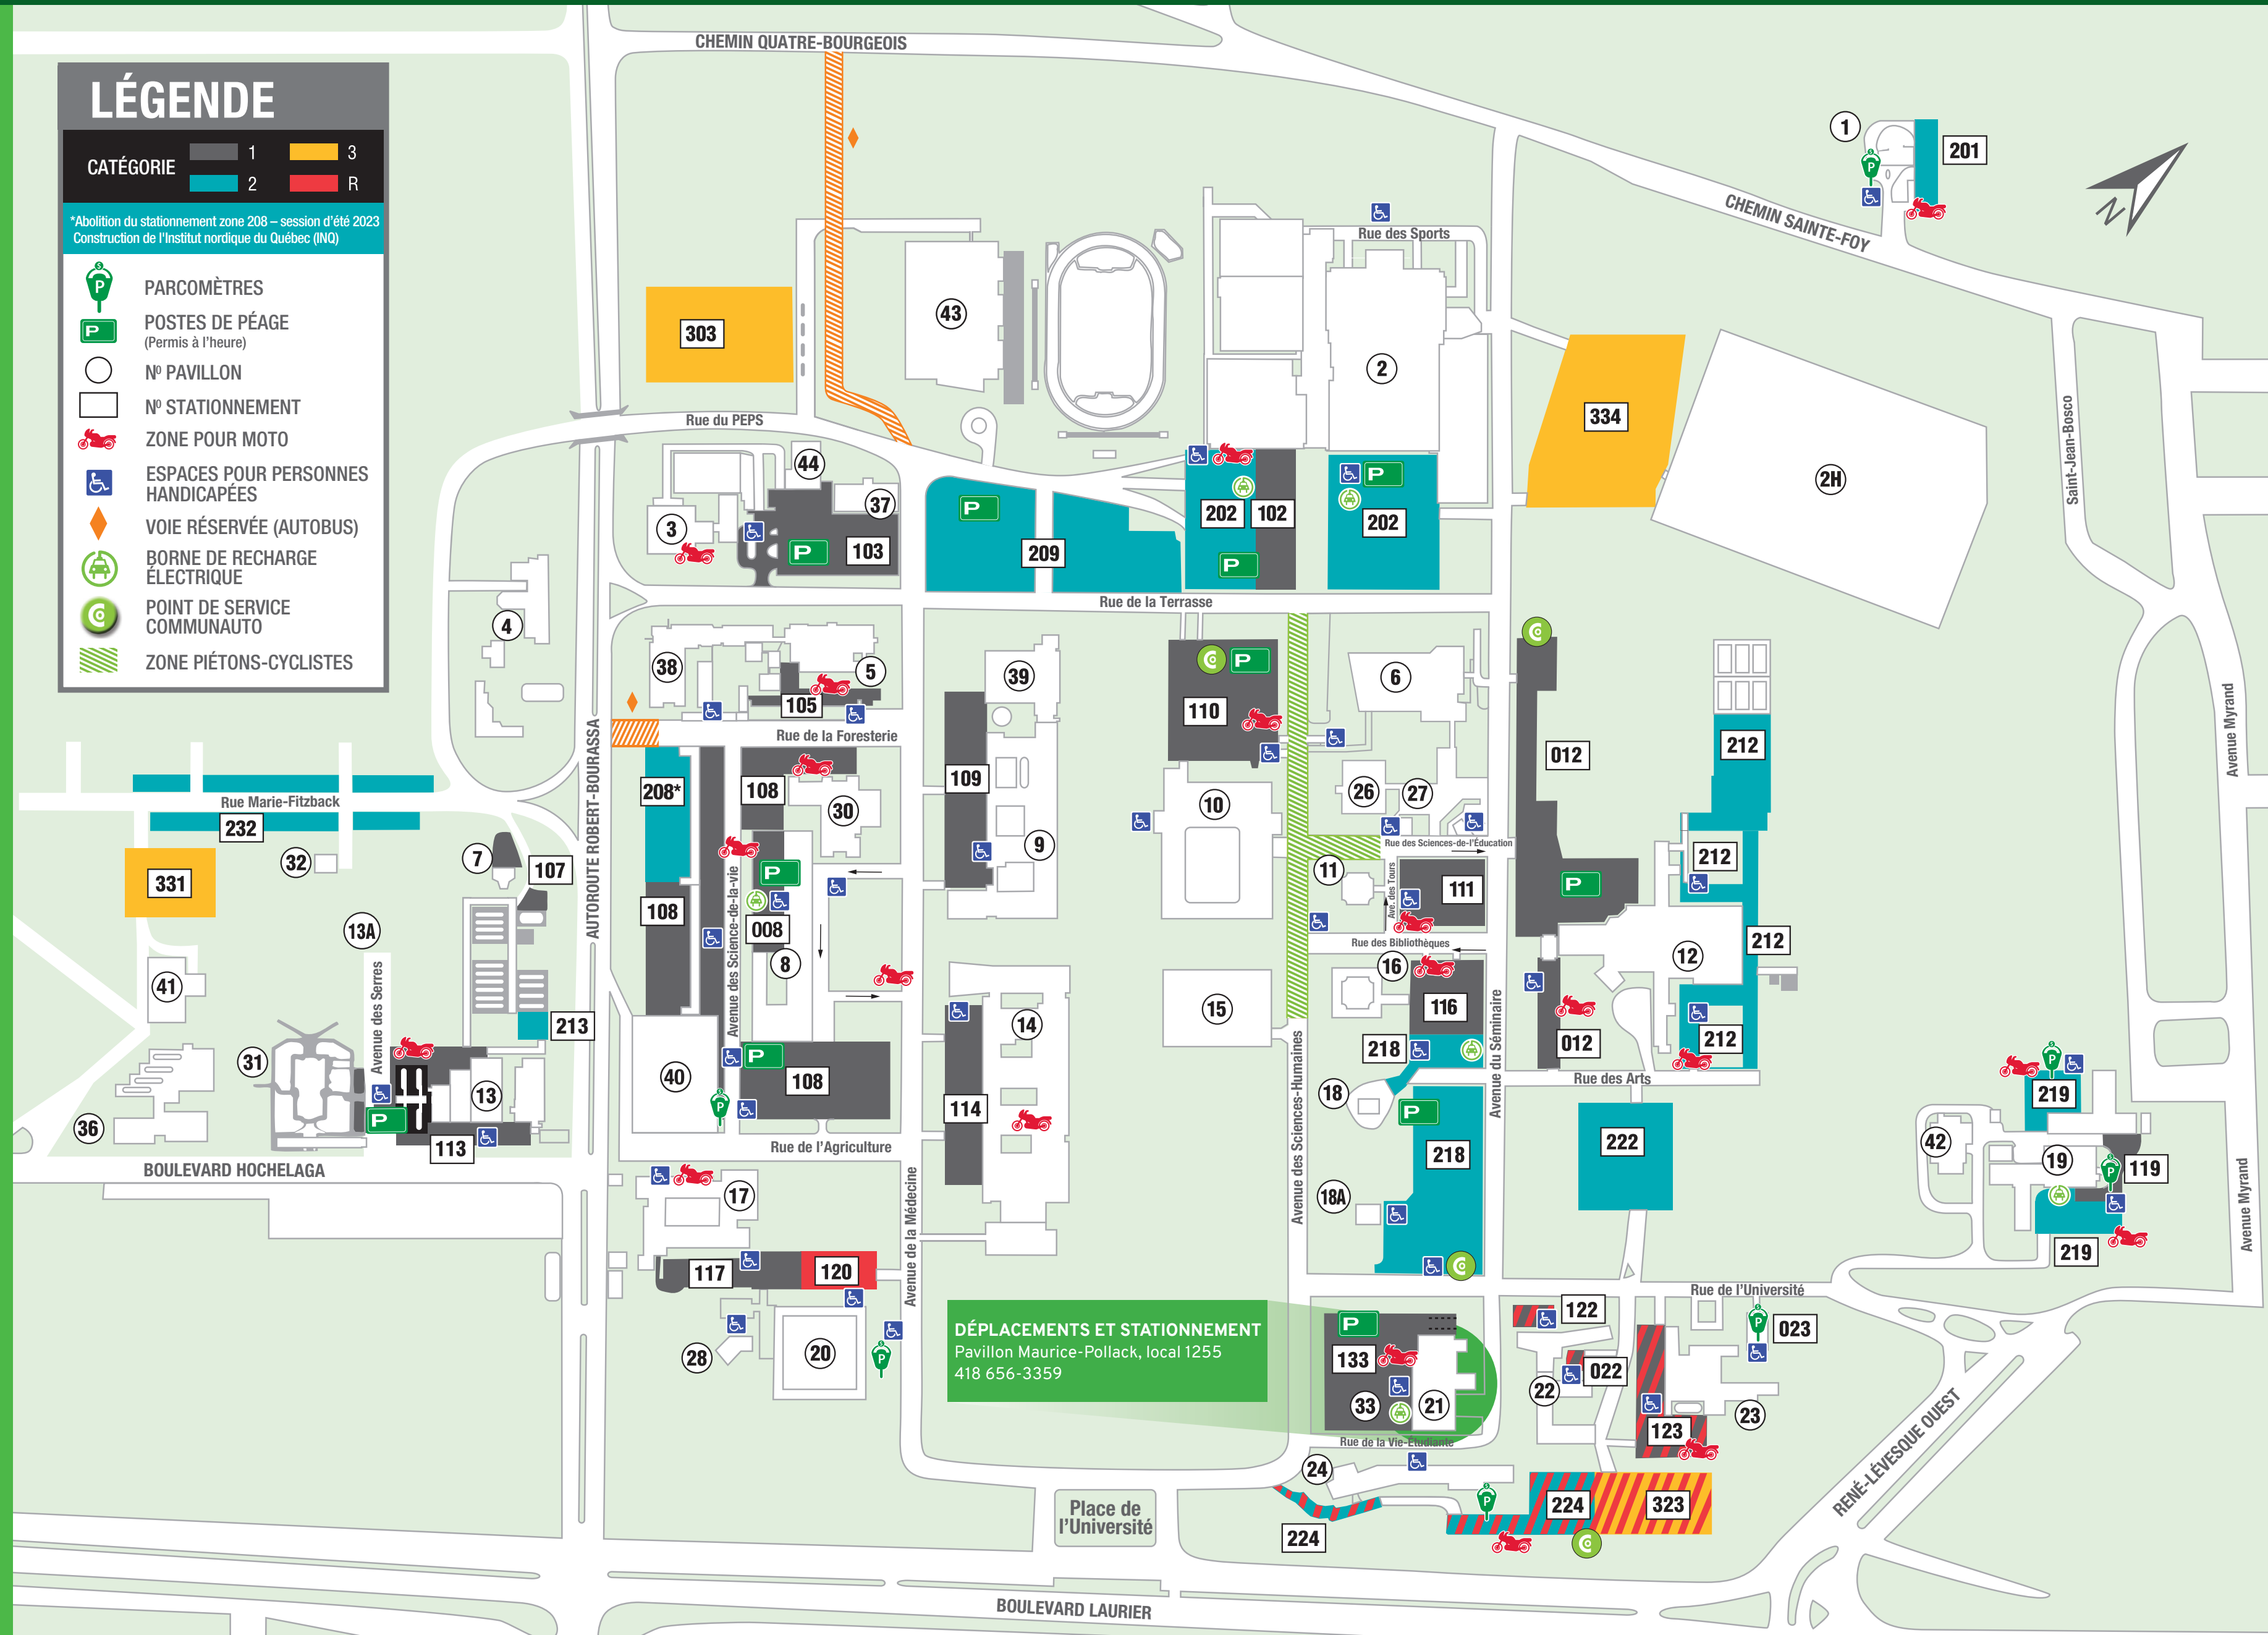 LÉGENDE
CATÉGORIE
1
3
2
R
*Abolition du stationnement zone 208 – session d'été 2023
Construction de l'Institut nordique du Québec (INQ)
PARCOMÈTRES
POSTES DE PÉAGE
(Permis à l'heure)
Nº PAVILLON
Nº STATIONNEMENT
ZONE POUR MOTO
ESPACES POUR PERSONNES
HANDICAPÉES
VOIE RÉSERVÉE (AUTOBUS)
BORNE DE RECHARGE
ÉLECTRIQUE
POINT DE SERVICE
COMMUNAUTO
ZONE PIÉTONS-CYCLISTES
CHEMIN QUATRE-BOURGEOIS
1
201
N
CHEMIN SAINTE-FOY
Rue des Sports
303
43
2
334
2H
Saint-Jean-Bosco
Rue du PEPS
44
37
3
P
103
P
209
202
102
P
P
202
Rue de la Terrasse
4
38
5
105
39
P
110
6
012
212
Avenue Myrand
Rue de la Foresterie
AUTOROUTE ROBERT-BOURASSA
208*
108
30
109
9
10
26
27
Rue Marie-Fitzback
232
331
32
7
107
Rue des Sciences-de-l'Éducation
11
Ave. des Tours
111
P
212
108
Avenue des Science-de-la-vie
P
008
8
13A
Avenue des Serres
41
Rue des Bibliothèques
16
116
12
212
213
14
15
218
012
212
31
36
13
P
113
40
P
108
114
Avenue des Sciences-Humaines
18
Avenue du Séminaire
Rue des Arts
P
219
BOULEVARD HOCHELAGA
P
Rue de l'Agriculture
P
218
222
42
19
P
119
17
Avenue de la Médecine
18A
219
Avenue Myrand
117
120
Rue de l'Université
28
20
P
DÉPLACEMENTS ET STATIONNEMENT
Pavillon Maurice-Pollack, local 1255
418 656-3359
P
133
33
21
122
022
22
P
023
123
23
Rue de la Vie-Étudiante
24
P
224
323
224
RENÉ-LÉVESQUE OUEST
Place de
l'Université
BOULEVARD LAURIER